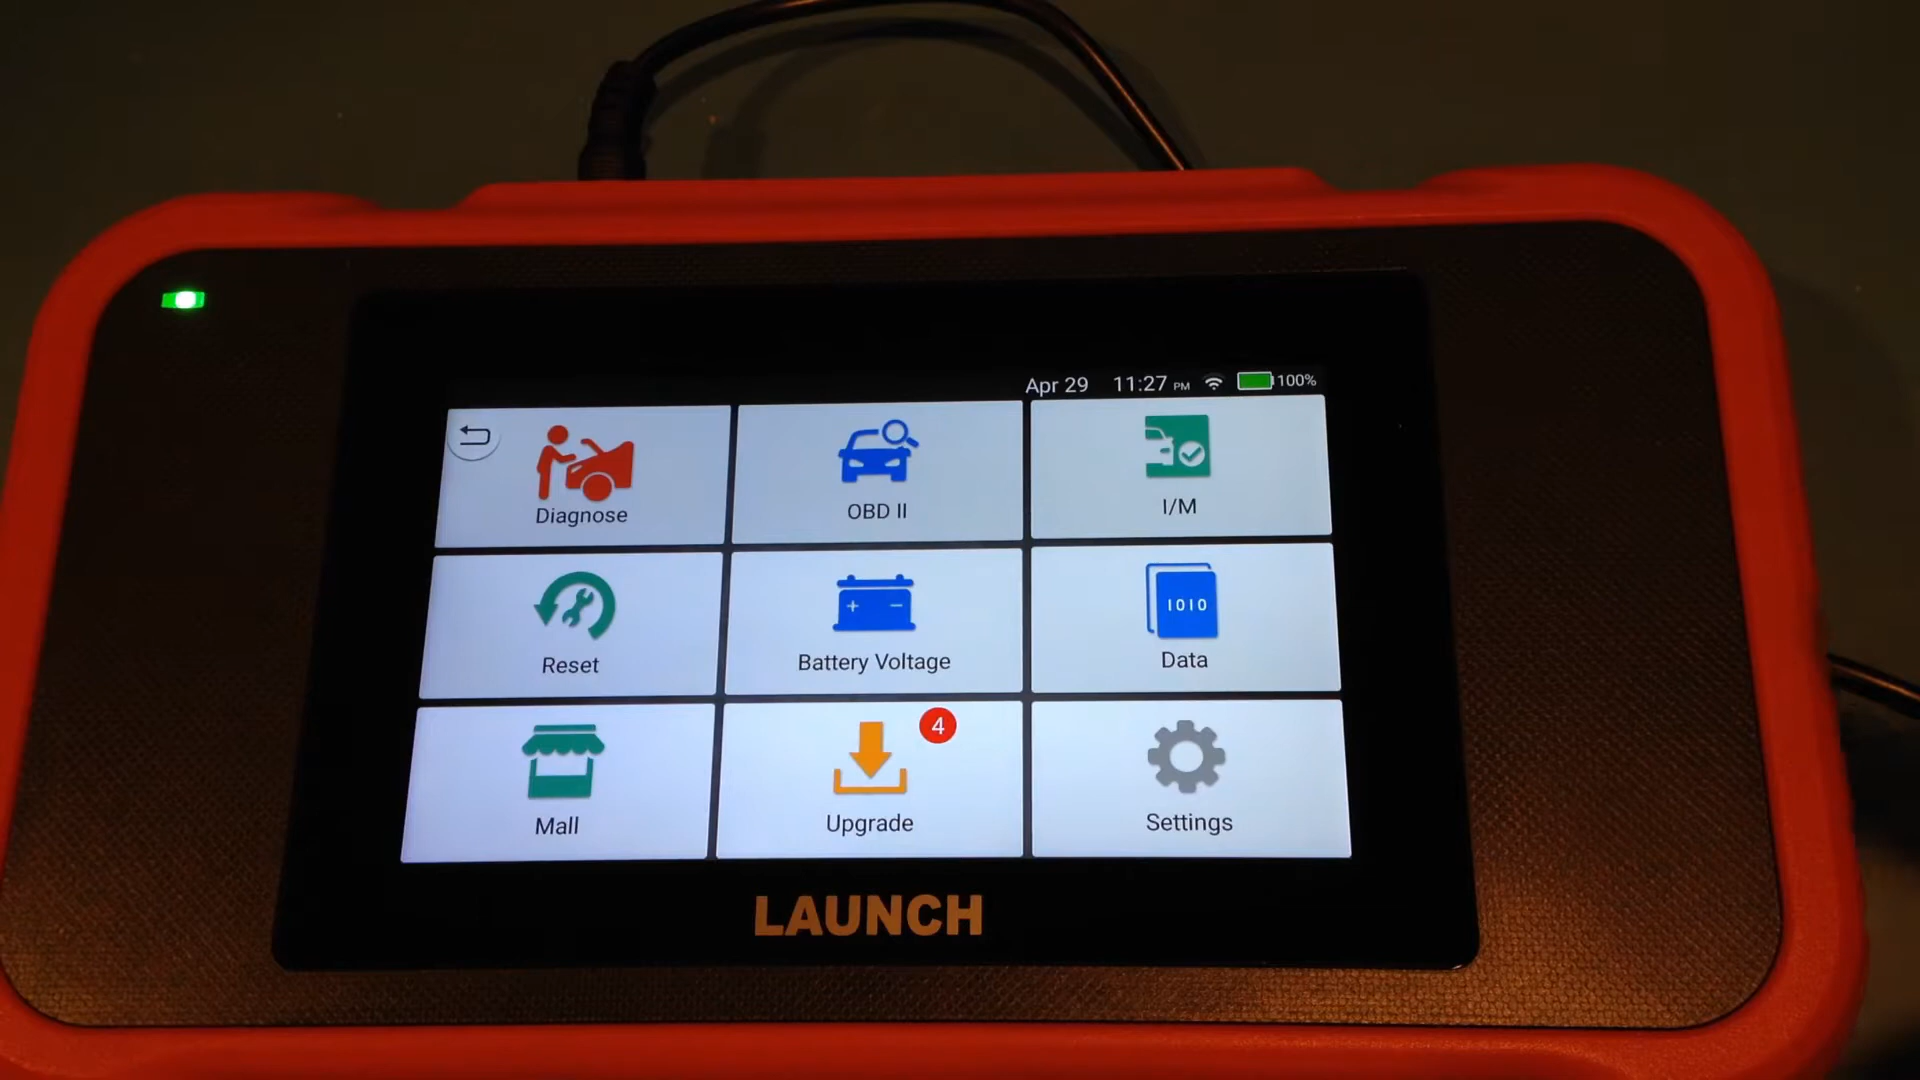 Apr 29 11:27 PM 100%
Diagnose
OBD II
I/M
Reset
+ -
Battery Voltage
1010
Data
Mall
4
Upgrade
Settings
LAUNCH